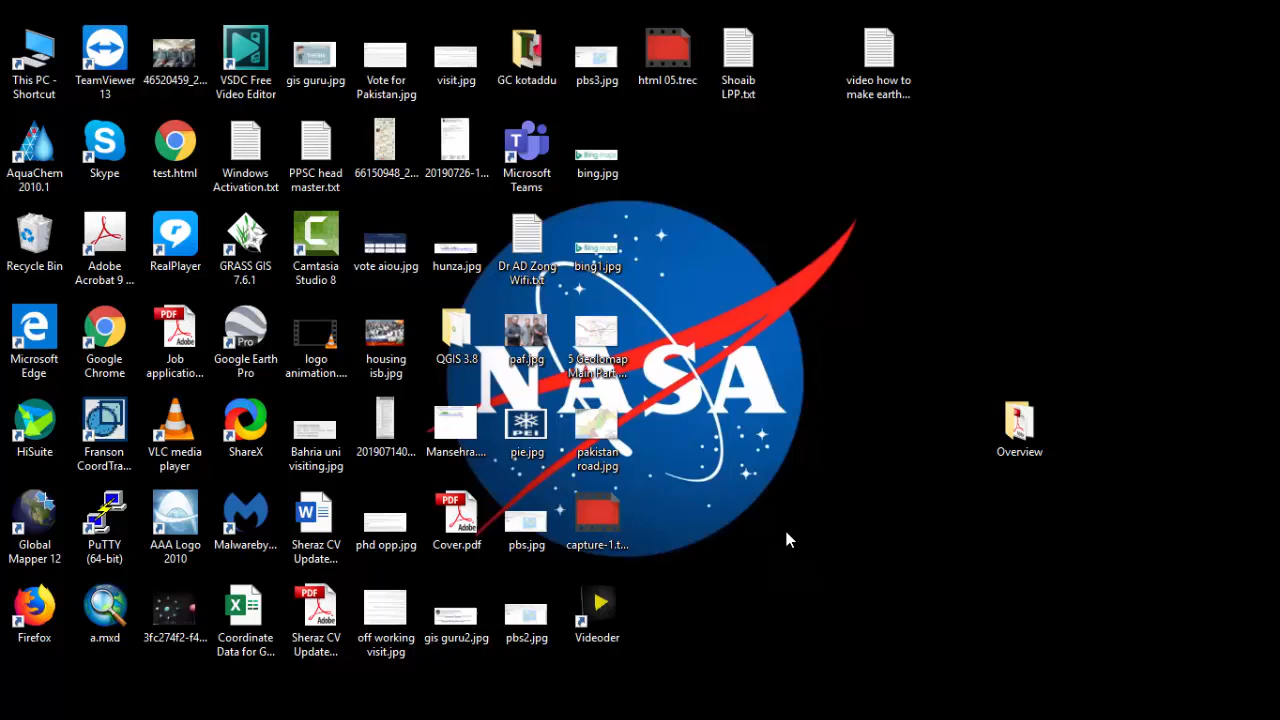 This PC -
Shortcut
TeamViewer
13
46520459_2...
VSDC Free
Video Editor
gis guru.jpg
Vote for
Pakistan.jpg
visit.jpg
GC kotaddu
pbs3.jpg
html 05.trec
Shoaib
LPP.txt
video how to
make earth...
AquaChem
2010.1
Skype
test.html
Windows
Activation.txt
PPSC head
master.txt
66150948_2...
20190726-1...
Microsoft
Teams
bing.jpg
Recycle Bin
Adobe
Acrobat 9 ...
RealPlayer
GRASS GIS
7.6.1
Camtasia
Studio 8
vote aiou.jpg
hunza.jpg
Dr AD Zong
Wifi.txt
bing1.jpg
Microsoft
Edge
Google
Chrome
Job
applicatio...
Google Earth
Pro
logo
animation....
housing
isb.jpg
QGIS 3.8
paf.jpg
5 Geolomap
Main Part ...
NASA
HiSuite
Franson
CoordTra...
VLC media
player
ShareX
Bahria uni
visiting.jpg
201907140...
Mansehra....
pie.jpg
pakistan
road.jpg
Overview
Global
Mapper 12
PuTTY
(64-bit)
AAA Logo
2010
Malwareby...
Sheraz CV
Update...
phd opp.jpg
Cover.pdf
pbs.jpg
capture-1.t...
Firefox
a.mxd
3fc274f2-f4...
Coordinate
Data for G...
Sheraz CV
Update...
off working
visit.jpg
gis guru2.jpg
pbs2.jpg
Videoder